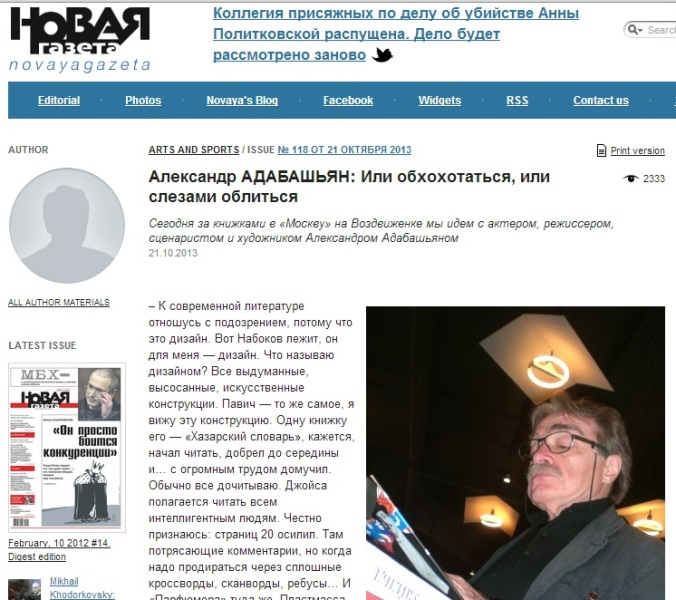 НОВАЯ
газета
novayagazeta
Коллегия присяжных по делу об убийстве Анны
Политковской распущена. Дело будет
рассмотрено заново
Search
Editorial · Photos · Novaya's Blog · Facebook · Widgets · RSS · Contact us ·
AUTHOR
ALL AUTHOR MATERIALS
ARTS AND SPORTS / ISSUE № 118 ОТ 21 ОКТЯБРЯ 2013
Print version
Александр АДАБАШЬЯН: Или обхохотаться, или
слезами облиться
2333
Сегодня за книжками в «Москву» на Воздвиженке мы идем с актером, режиссером,
сценаристом и художником Александром Адабашьяном
21.10.2013
– К современной литературе
отношусь с подозрением, потому что
это дизайн. Вот Набоков лежит, он
для меня — дизайн. Что называю
дизайном? Все выдуманные,
высосанные, искусственные
конструкции. Павич — то же самое, я
вижу эту конструкцию. Одну книжку
его — «Хазарский словарь», кажется,
начал читать, добрел до середины
и… с огромным трудом домучил.
Обычно все дочитываю. Джойса
полагается читать всем
интеллигентным людям. Честно
признаюсь: страниц 20 осилил. Там
потрясающие комментарии, но когда
надо продираться через сплошные
кроссворды, сканворды, ребусы… И
«Парфюмера» туда же. Пластмасса
LATEST ISSUE
МБХ—
НОВАЯ
газета
«Он просто
боится
конкуренции»
February, 10 2012 #14.
Digest edition
Mikhail
Khodorkovsky: